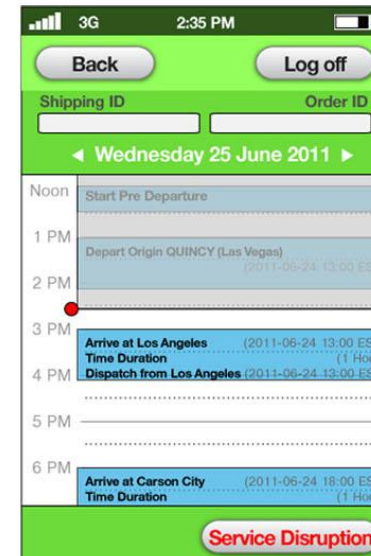 3G 2:35 PM
Back Log off
Shipping ID Order ID
Wednesday 25 June 2011
Noon
Start Pre Departure
1 PM
Depart Origin QUINCY (Las Vegas)
(2011-06-24 13:00 ES
2 PM
3 PM
Arrive at Los Angeles (2011-06-24 13:00 ES
Time Duration (1 Ho
4 PM Dispatch from Los Angeles (2011-06-24 13:00 ES
5 PM
6 PM
Arrive at Carson City (2011-06-24 18:00 ES
Time Duration (1 Ho
Service Disruption